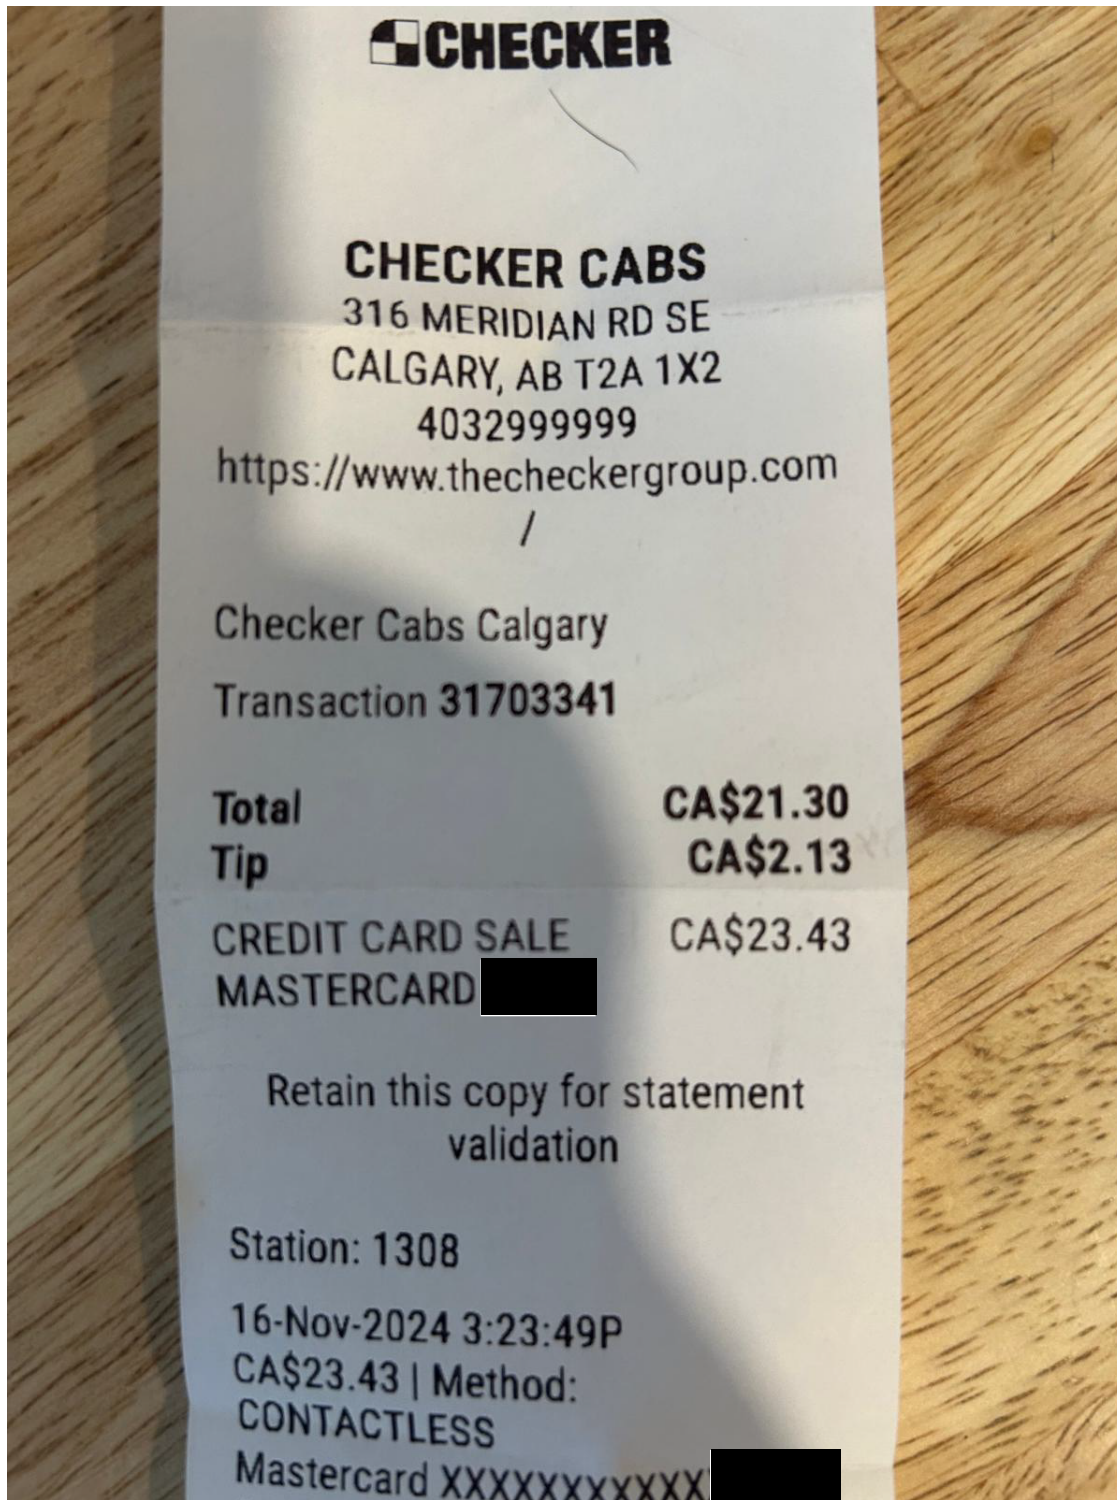 CHECKER
CHECKER CABS
316 MERIDIAN RD SE
CALGARY, AB T2A 1X2
4032999999
https://www.thecheckergroup.com
/
Checker Cabs Calgary
Transaction 31703341
Total CA$21.30
Tip CA$2.13
CREDIT CARD SALE CA$23.43
MASTERCARD
Retain this copy for statement
validation
Station: 1308
16-Nov-2024 3:23:49P
CA$23.43 | Method:
CONTACTLESS
Mastercard XXXXXXXXXXXX